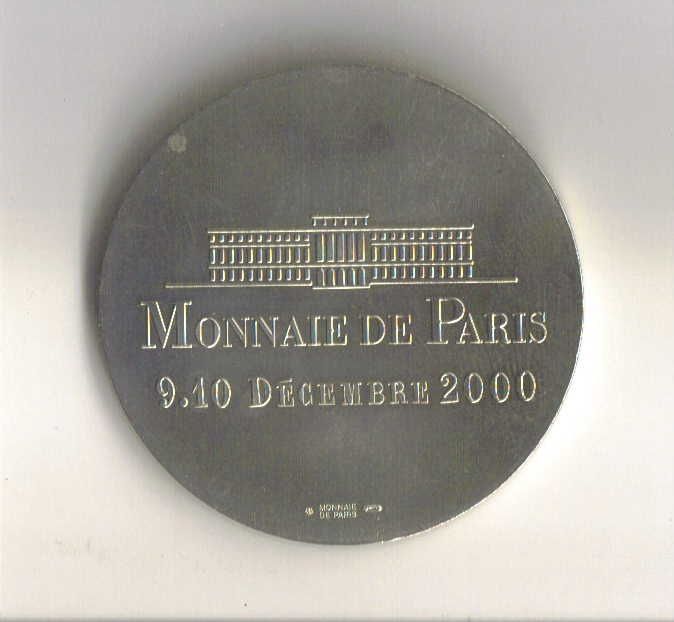 MONNAIE DE PARIS
9.10 DÉCEMBRE 2000
MONNAIE
DE PARIS